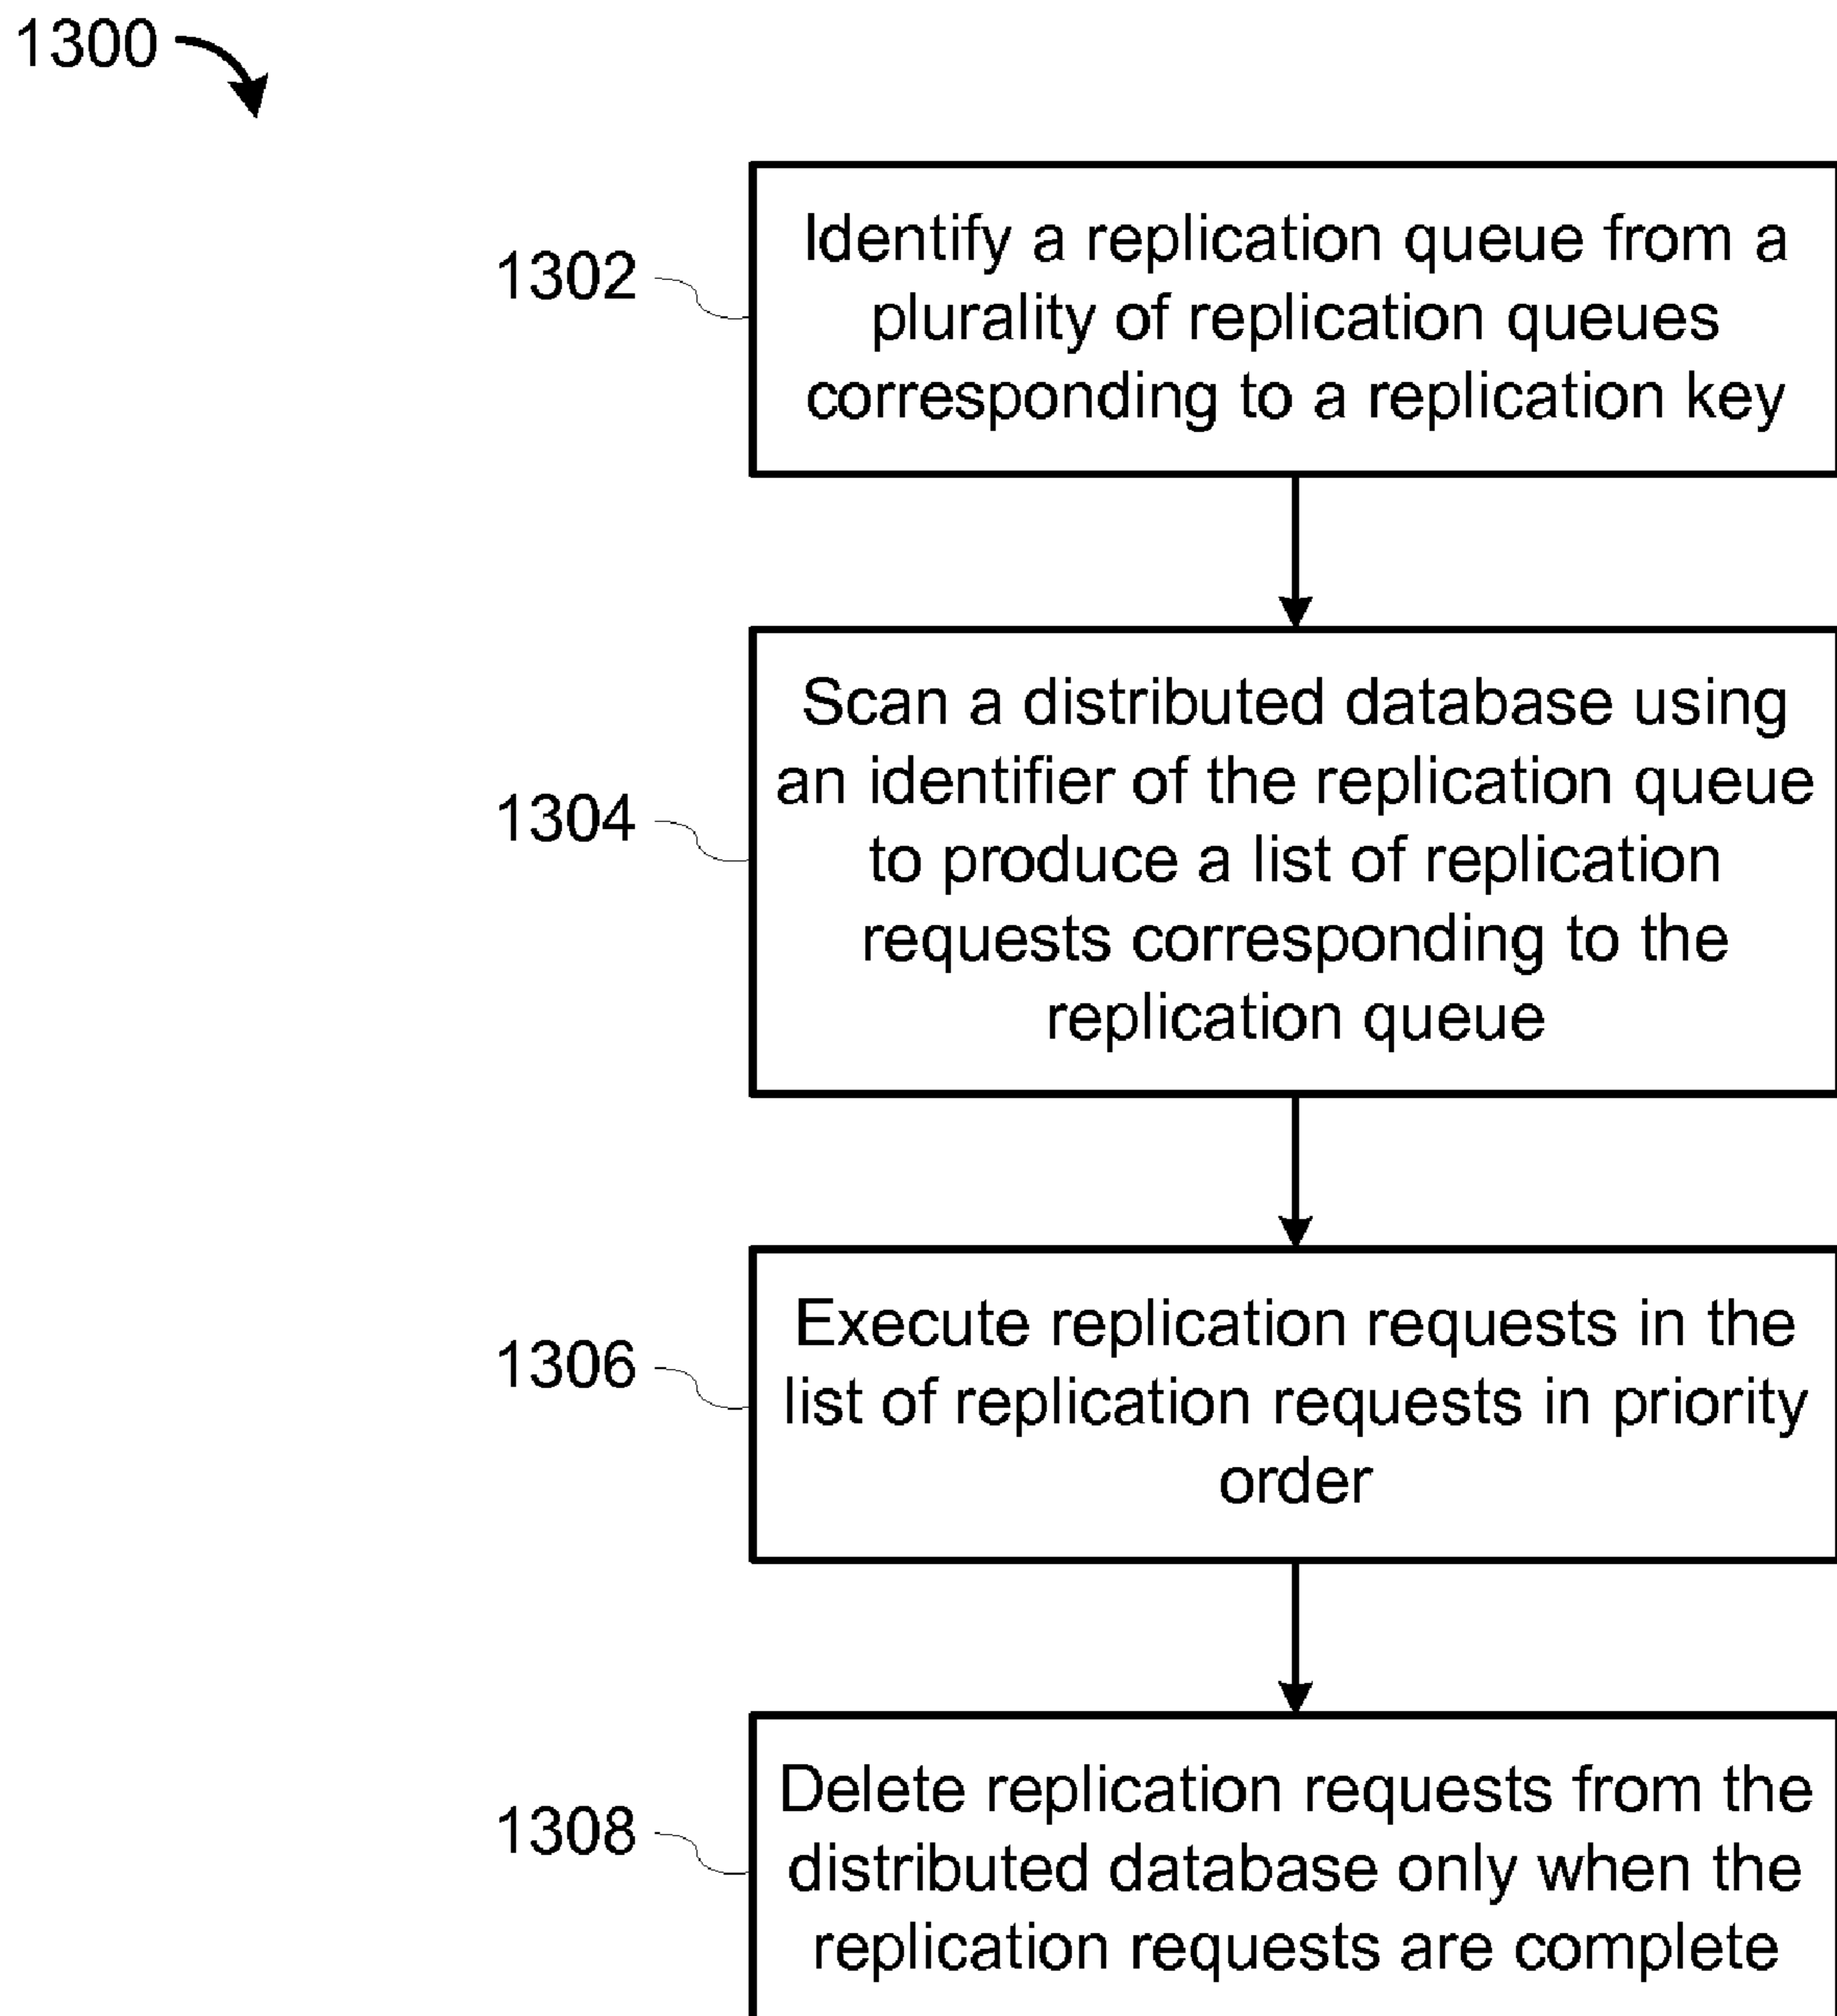 1300
1302
Identify a replication queue from a
plurality of replication queues
corresponding to a replication key
1304
Scan a distributed database using
an identifier of the replication queue
to produce a list of replication
requests corresponding to the
replication queue
1306
Execute replication requests in the
list of replication requests in priority
order
1308
Delete replication requests from the
distributed database only when the
replication requests are complete